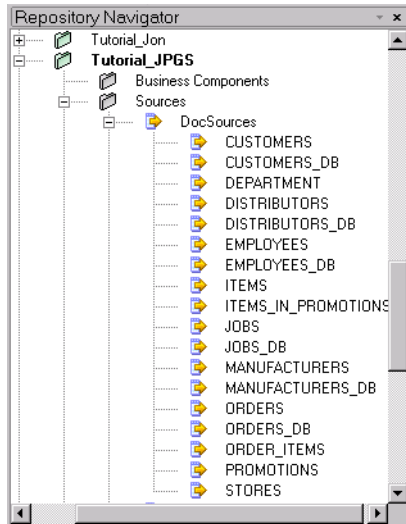 Repository Navigator
Tutorial_Jon
Tutorial_JPGS
Business Components
Sources
DocSources
CUSTOMERS
CUSTOMERS_DB
DEPARTMENT
DISTRIBUTORS
DISTRIBUTORS_DB
EMPLOYEES
EMPLOYEES_DB
ITEMS
ITEMS_IN_PROMOTIONS
JOBS
JOBS_DB
MANUFACTURERS
MANUFACTURERS_DB
ORDERS
ORDERS_DB
ORDER_ITEMS
PROMOTIONS
STORES